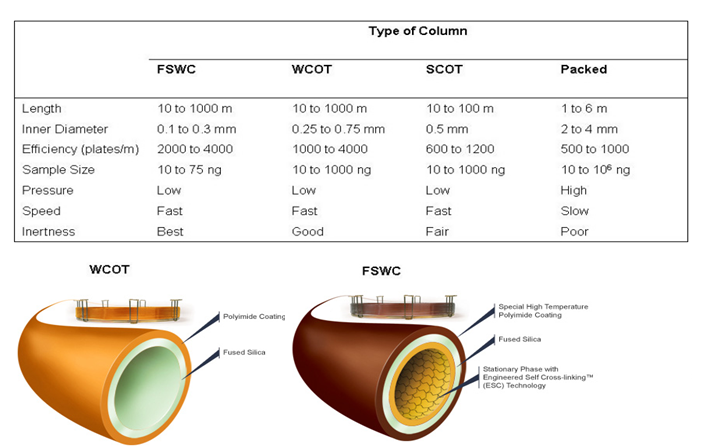 Type of Column
FSWC WCOT SCOT Packed
Length 10 to 1000 m 10 to 1000 m 10 to 100 m 1 to 6 m
Inner Diameter 0.1 to 0.3 mm 0.25 to 0.75 mm 0.5 mm 2 to 4 mm
Efficiency (plates/m) 2000 to 4000 1000 to 4000 600 to 1200 500 to 1000
Sample Size 10 to 75 ng 10 to 1000 ng 10 to 1000 ng 10 to 10⁶ ng
Pressure Low Low Low High
Speed Fast Fast Fast Slow
Inertness Best Good Fair Poor
WCOT
Polyimide Coating
Fused Silica
FSWC
Special High Temperature
Polyimide Coating
Fused Silica
Stationary Phase with
Engineered Self Cross-linking™
(ESC) Technology